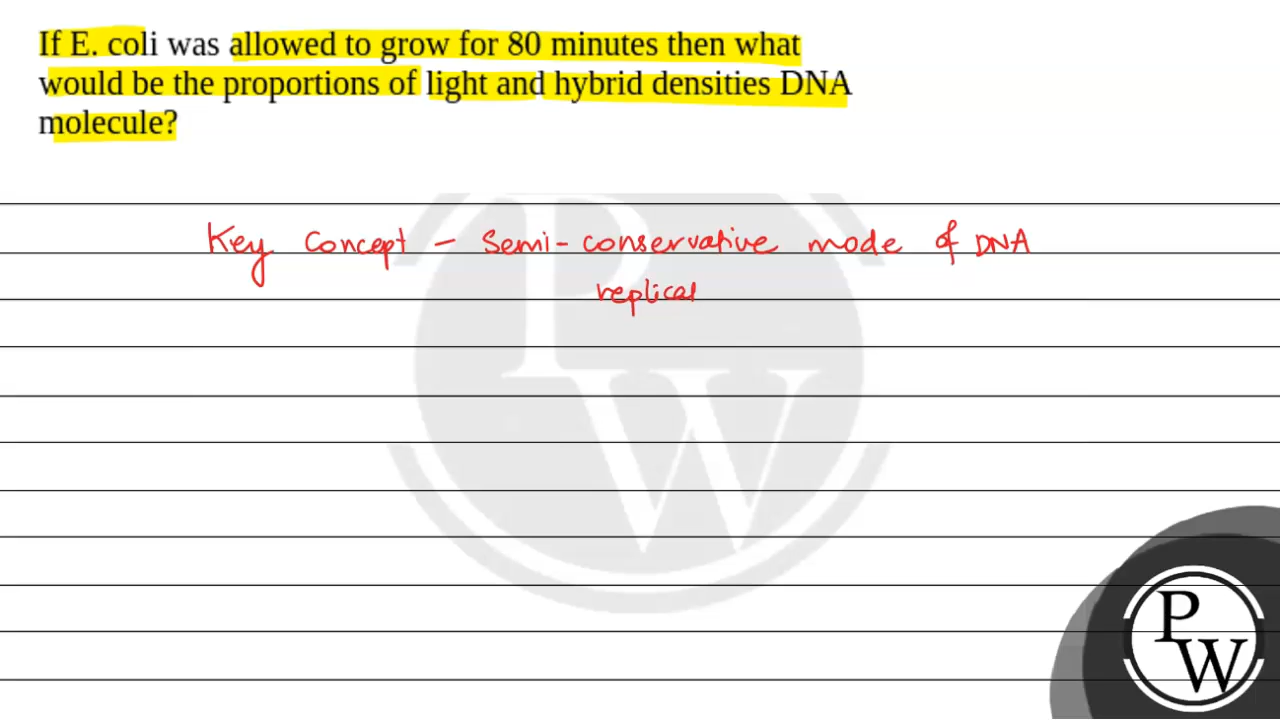 If E. coli was allowed to grow for 80 minutes then what
would be the proportions of light and hybrid densities DNA
molecule?
Key Concept - Semi-conservative mode of DNA
replicat
P
W
P
W